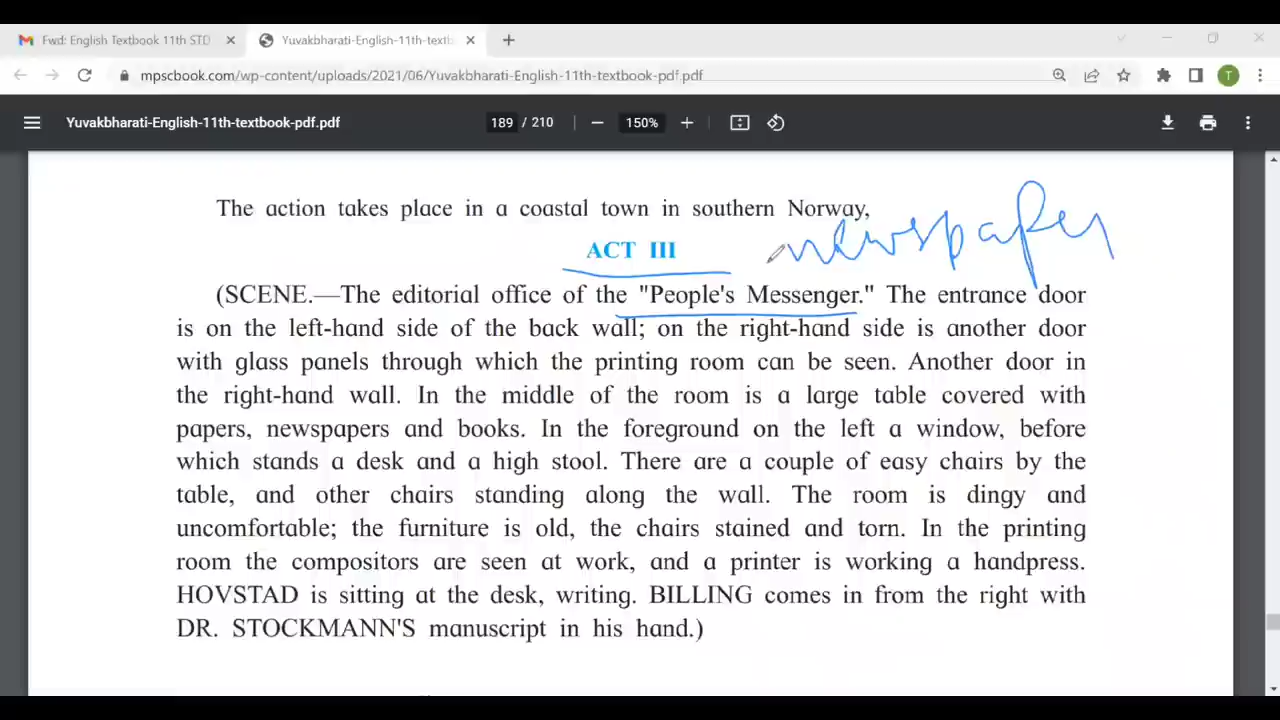 Fwd: English Textbook 11th STD
Yuvakbharati-English-11th-textb
mpscbook.com/wp-content/uploads/2021/06/Yuvakbharati-English-11th-textbook-pdf.pdf
T
Yuvakbharati-English-11th-textbook-pdf.pdf
189 / 210
150%
The action takes place in a coastal town in southern Norway,
newspaper
ACT III
(SCENE.—The editorial office of the "People's Messenger." The entrance door
is on the left-hand side of the back wall; on the right-hand side is another door
with glass panels through which the printing room can be seen. Another door in
the right-hand wall. In the middle of the room is a large table covered with
papers, newspapers and books. In the foreground on the left a window, before
which stands a desk and a high stool. There are a couple of easy chairs by the
table, and other chairs standing along the wall. The room is dingy and
uncomfortable; the furniture is old, the chairs stained and torn. In the printing
room the compositors are seen at work, and a printer is working a handpress.
HOVSTAD is sitting at the desk, writing. BILLING comes in from the right with
DR. STOCKMANN'S manuscript in his hand.)